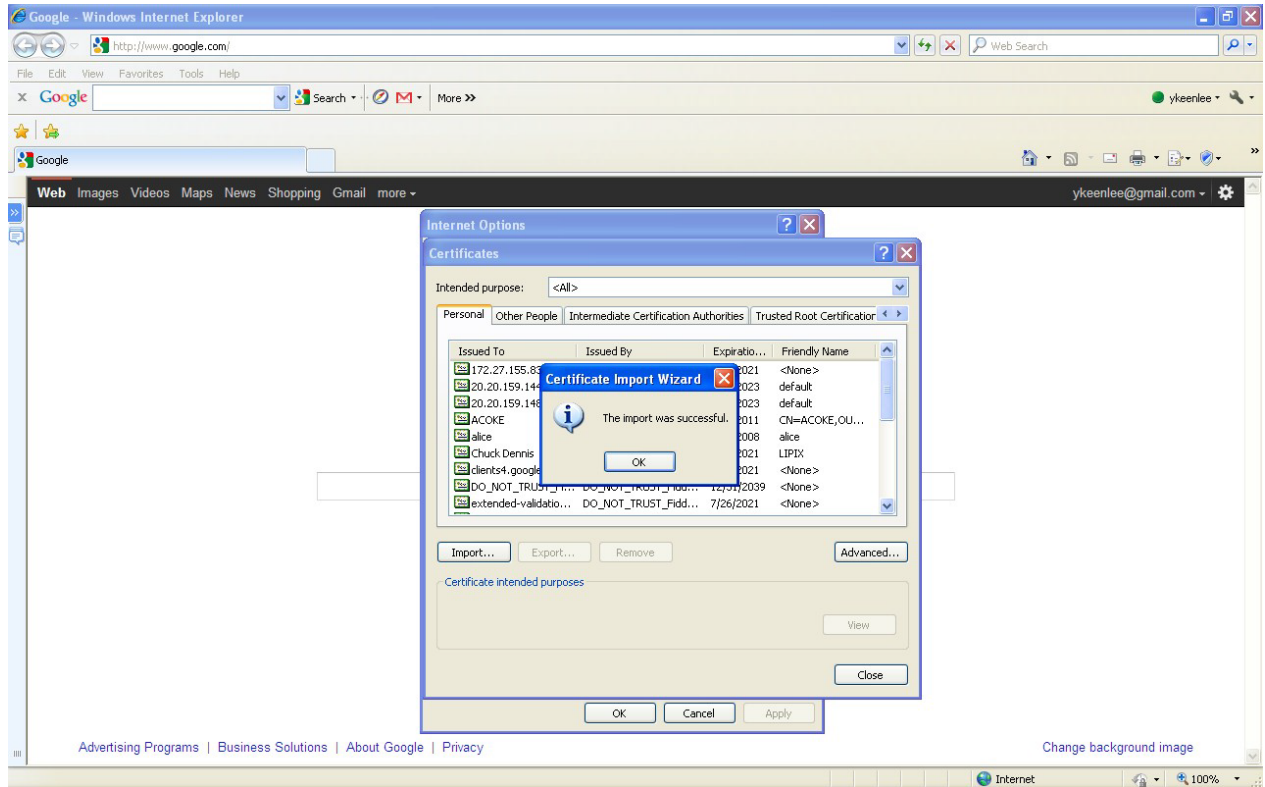 Google - Windows Internet Explorer
http://www.google.com/
Web Search
File Edit View Favorites Tools Help
x Google Search More >> ykeenlee
Google
Web Images Videos Maps News Shopping Gmail more ykeenlee@gmail.com
Internet Options
Certificates
Intended purpose: <All>
Personal Other People Intermediate Certification Authorities Trusted Root Certification
Issued To Issued By Expiratio... Friendly Name
172.27.155.83 2021 <None>
20.20.159.144 2023 default
20.20.159.148 2023 default
ACOKE 2011 CN=ACOKE,OU...
alice 2008 alice
Chuck Dennis 2021 LIPIX
clients4.google 2021 <None>
DO_NOT_TRUST_FI... DO_NOT_TRUST_Fidd... 12/31/2039 <None>
extended-validatio... DO_NOT_TRUST_Fidd... 7/26/2021 <None>
Certificate Import Wizard
The import was successful.
OK
Import... Export... Remove Advanced...
Certificate intended purposes
View
Close
OK Cancel Apply
Advertising Programs | Business Solutions | About Google | Privacy Change background image
Internet 100%